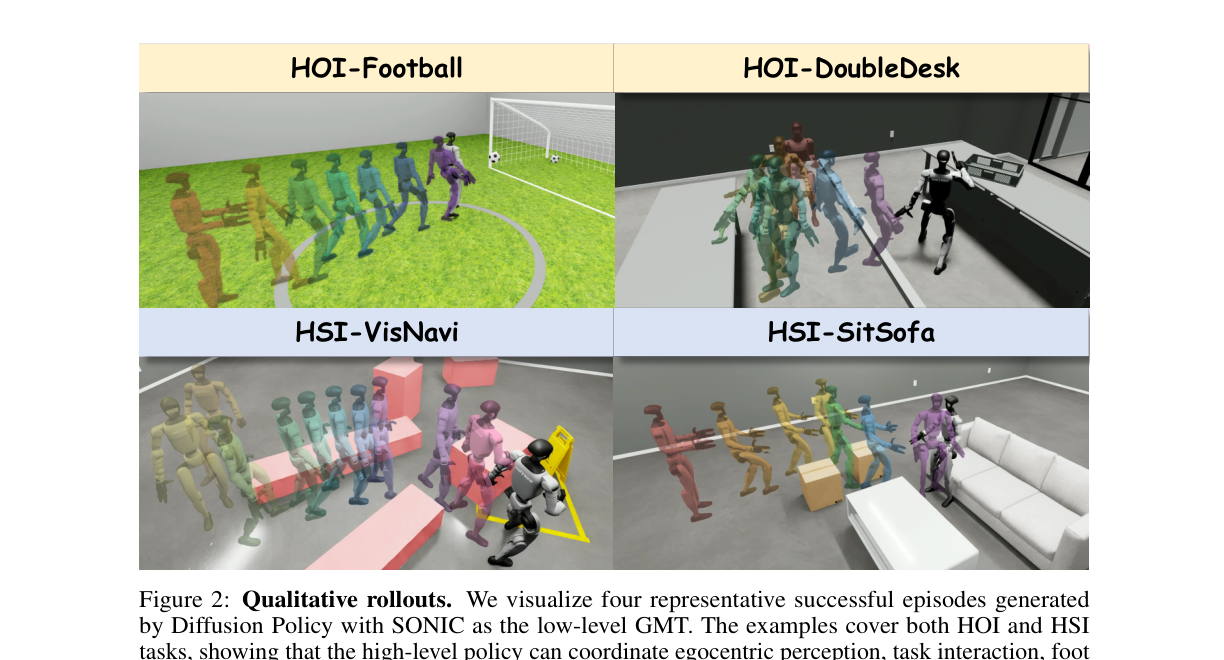 HOI-Football
HOI-DoubleDesk
HSI-VisNavi
HSI-SitSofa
Figure 2: Qualitative rollouts. We visualize four representative successful episodes generated
by Diffusion Policy with SONIC as the low-level GMT. The examples cover both HOI and HSI
tasks, showing that the high-level policy can coordinate egocentric perception, task interaction, foot